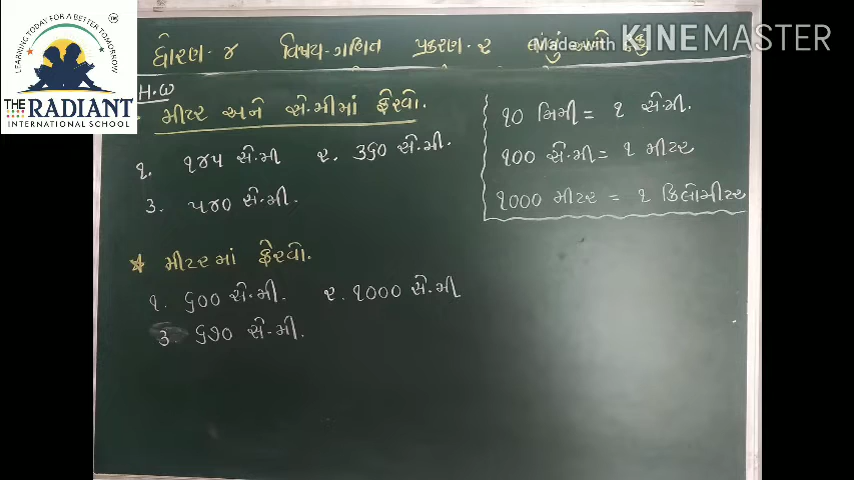 LEARNING TODAY FOR A BETTER TOMORROW
THE RADIANT
INTERNATIONAL SCHOOL
Made with KINEMASTER
ધોરણ - ૪ વિષય - ગણિત પ્રકરણ - ૨
H.W
મીટર અને સે.મીમાં ફેરવો.
૧. ૧૪૫ સે.મી ૨. ૩૬૦ સે.મી.
૩. ૫૪૦ સે.મી.
મીટરમાં ફેરવો.
૧. ૬૦૦ સે.મી. ૨. ૧૦૦૦ સે.મી
૩. ૬૭૦ સે.મી.
૧૦ મિમી = ૧ સે.મી.
૧૦૦ સે.મી = ૧ મીટર
૧૦૦૦ મીટર = ૧ કિલોમીટર